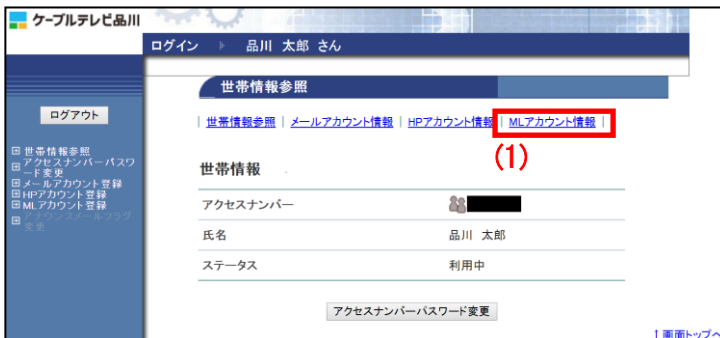 ケーブルテレビ品川
ログイン 品川 太郎 さん
世帯情報参照
ログアウト
世帯情報参照 | メールアカウント情報 | HPアカウント情報 | MLアカウント情報 |
(1)
世帯情報参照
アクセスナンバーパスワ
ード変更
メールアカウント登録
HPアカウント登録
MLアカウント登録
アナウンスメールフラグ
変更
世帯情報
アクセスナンバー
氏名 品川 太郎
ステータス 利用中
アクセスナンバーパスワード変更
↑画面トップへ